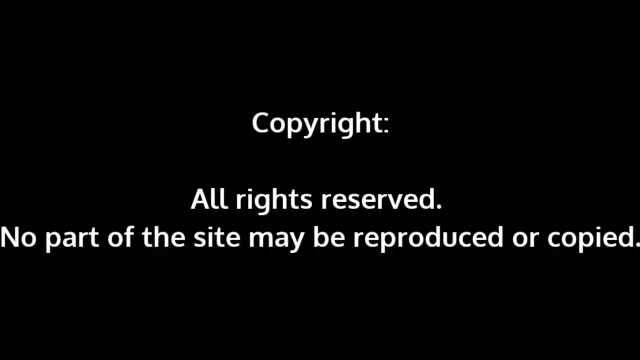 Copyright:
All rights reserved.
No part of the site may be reproduced or copied.